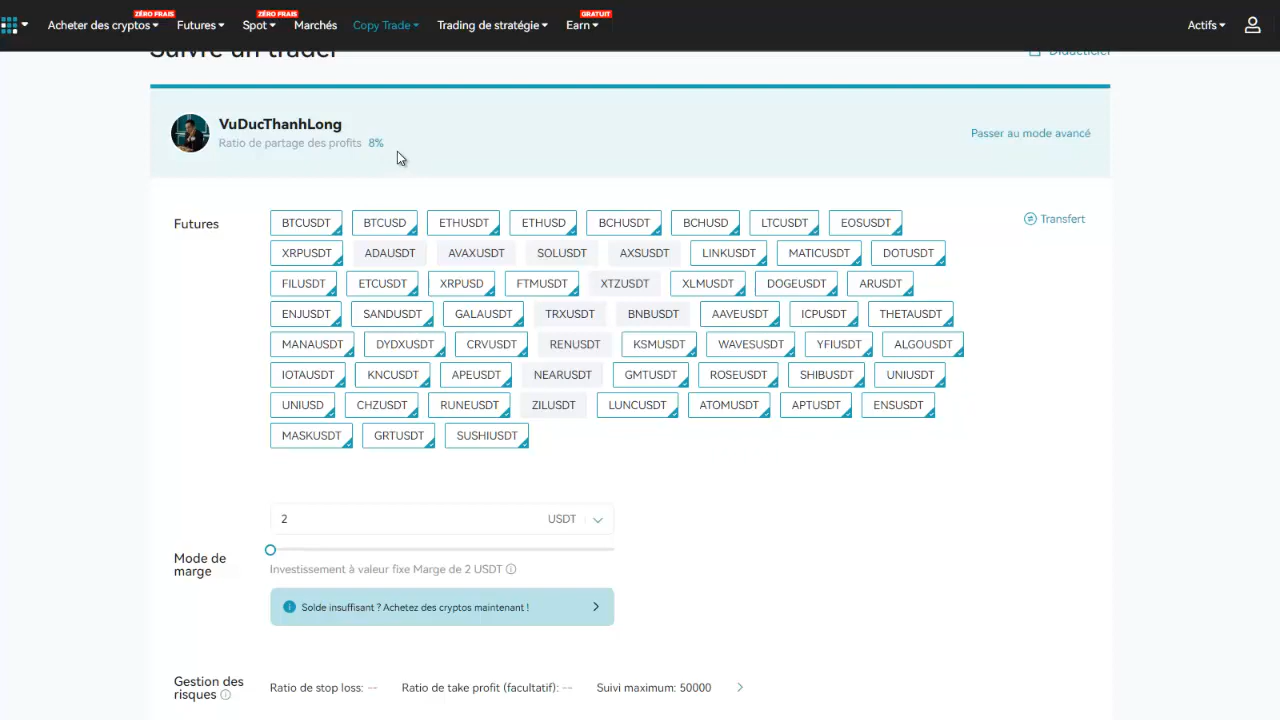 ZÉRO FRAIS ZÉRO FRAIS GRATUIT
Acheter des cryptos Futures Spot Marchés Copy Trade Trading de stratégie Earn Actifs
Suivre un trader Didacticiel
VuDucThanhLong
Ratio de partage des profits 8%
Passer au mode avancé
Futures
BTCUSDT BTCUSD ETHUSDT ETHUSD BCHUSDT BCHUSD LTCUSDT EOSUSDT
Transfert
XRPUSDT ADAUSDT AVAXUSDT SOLUSDT AXSUSDT LINKUSDT MATICUSDT DOTUSDT
FILUSDT ETCUSDT XRPUSD FTMUSDT XTZUSDT XLMUSDT DOGEUSDT ARUSDT
ENJUSDT SANDUSDT GALAUSDT TRXUSDT BNBUSDT AAVEUSDT ICPUSDT THETAUSDT
MANAUSDT DYDXUSDT CRVUSDT RENUSDT KSMUSDT WAVESUSDT YFIUSDT ALGOUSDT
IOTAUSDT KNCUSDT APEUSDT NEARUSDT GMTUSDT ROSEUSDT SHIBUSDT UNIUSDT
UNIUSD CHZUSDT RUNEUSDT ZILUSDT LUNCUSDT ATOMUSDT APTUSDT ENSUSDT
MASKUSDT GRTUSDT SUSHIUSDT
2 USDT
Mode de
marge
Investissement à valeur fixe Marge de 2 USDT
Solde insuffisant ? Achetez des cryptos maintenant !
Gestion des
risques
Ratio de stop loss: -- Ratio de take profit (facultatif): -- Suivi maximum: 50000